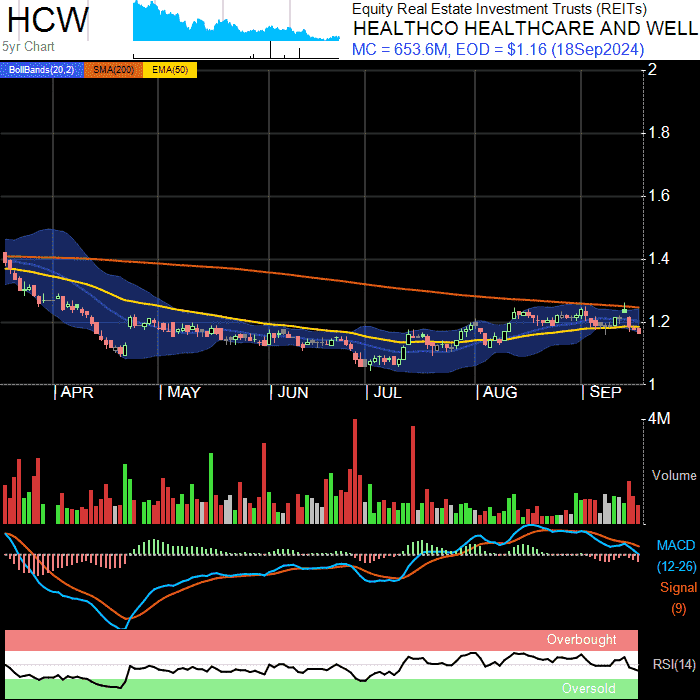 HCW
5yr Chart
Equity Real Estate Investment Trusts (REITs)
HEALTHCO HEALTHCARE AND WELL
MC = 653.6M, EOD = $1.16 (18Sep2024)
BollBands(20,2) SMA(200) EMA(50)
2
1.8
1.6
1.4
1.2
1
APR MAY JUN JUL AUG SEP
4M
Volume
MACD
(12-26)
Signal
(9)
Overbought
RSI(14)
Oversold